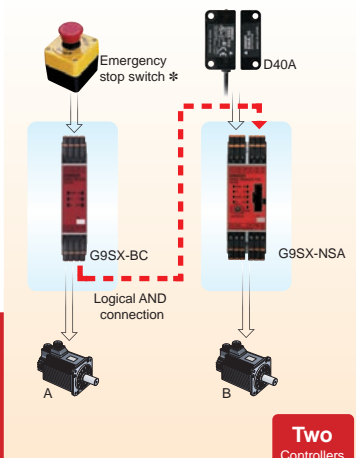 Emergency
stop switch ✻
D40A
G9SX-BC
G9SX-NSA
Logical AND
connection
A
B
Two
Controllers